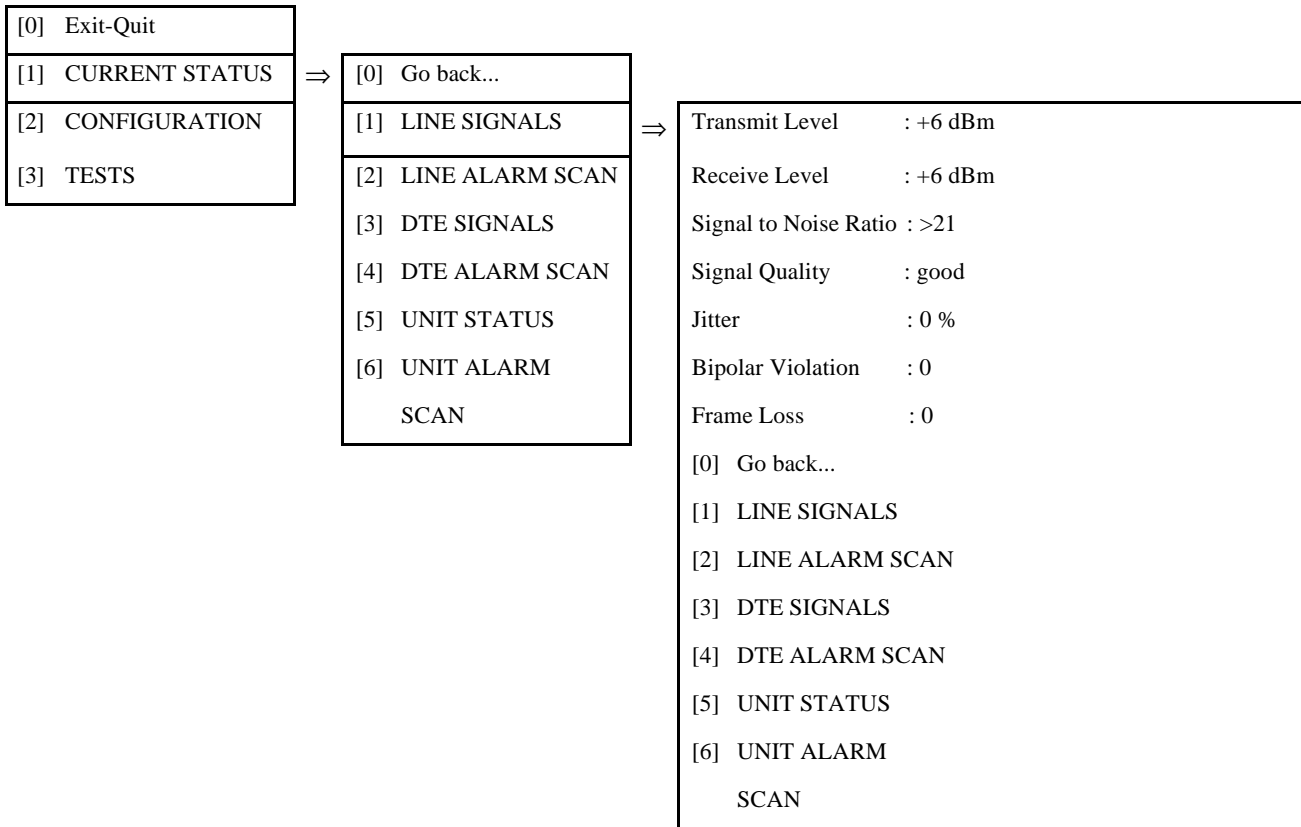 [0] Exit-Quit
[1] CURRENT STATUS
[2] CONFIGURATION
[3] TESTS
⇒
[0] Go back...
[1] LINE SIGNALS
[2] LINE ALARM SCAN
[3] DTE SIGNALS
[4] DTE ALARM SCAN
[5] UNIT STATUS
[6] UNIT ALARM
SCAN
⇒
Transmit Level : +6 dBm
Receive Level : +6 dBm
Signal to Noise Ratio : >21
Signal Quality : good
Jitter : 0 %
Bipolar Violation : 0
Frame Loss : 0
[0] Go back...
[1] LINE SIGNALS
[2] LINE ALARM SCAN
[3] DTE SIGNALS
[4] DTE ALARM SCAN
[5] UNIT STATUS
[6] UNIT ALARM
SCAN